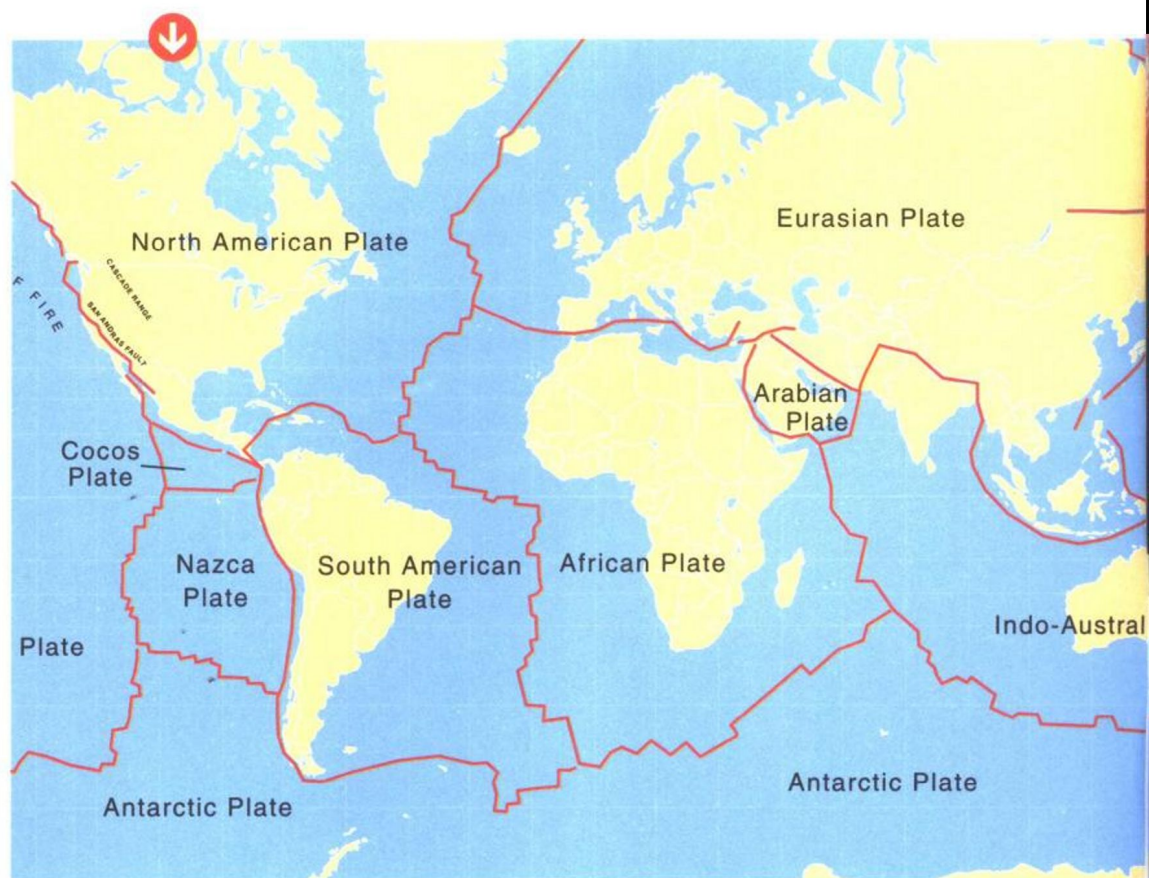 Eurasian Plate
North American Plate
CASCADE RANGE
F FIRE
SAN ANDRAS FAULT
Arabian
Plate
Cocos
Plate
Nazca
Plate
South American
Plate
African Plate
Indo-Austral
Plate
Antarctic Plate
Antarctic Plate